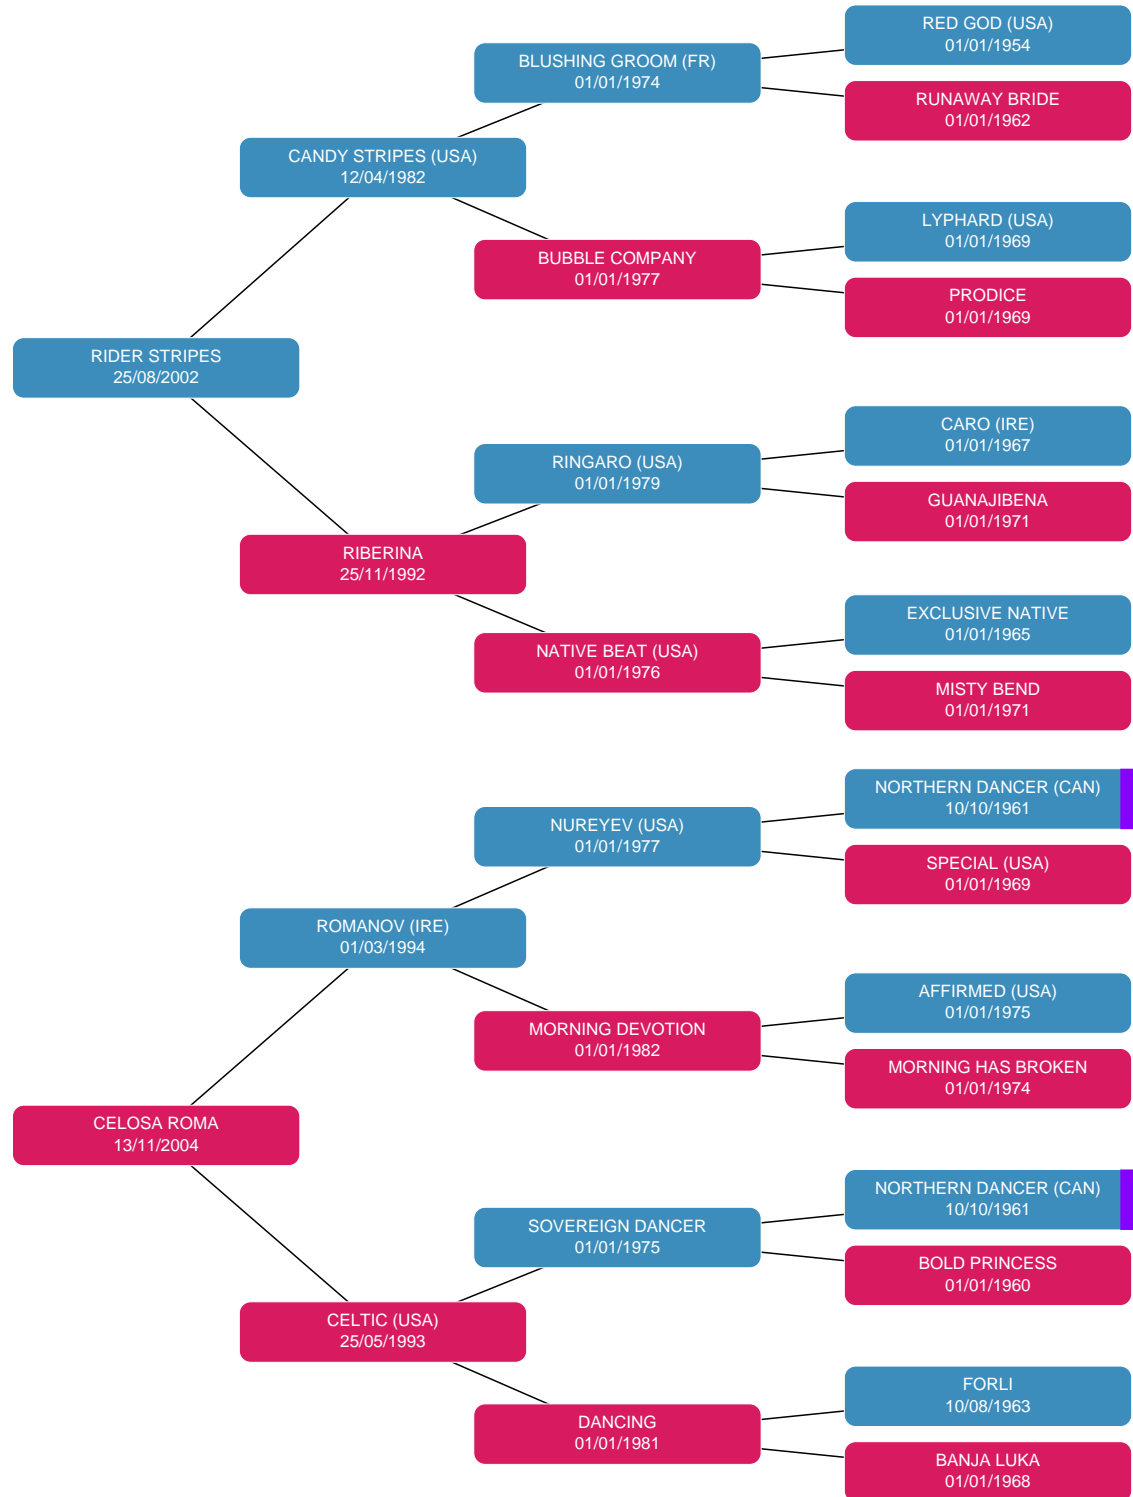 RED GOD (USA)
01/01/1954
BLUSHING GROOM (FR)
01/01/1974
RUNAWAY BRIDE
01/01/1962
CANDY STRIPES (USA)
12/04/1982
LYPHARD (USA)
01/01/1969
BUBBLE COMPANY
01/01/1977
PRODICE
01/01/1969
RIDER STRIPES
25/08/2002
CARO (IRE)
01/01/1967
RINGARO (USA)
01/01/1979
GUANAJIBENA
01/01/1971
RIBERINA
25/11/1992
EXCLUSIVE NATIVE
01/01/1965
NATIVE BEAT (USA)
01/01/1976
MISTY BEND
01/01/1971
NORTHERN DANCER (CAN)
10/10/1961
NUREYEV (USA)
01/01/1977
SPECIAL (USA)
01/01/1969
ROMANOV (IRE)
01/03/1994
AFFIRMED (USA)
01/01/1975
MORNING DEVOTION
01/01/1982
MORNING HAS BROKEN
01/01/1974
CELOSA ROMA
13/11/2004
NORTHERN DANCER (CAN)
10/10/1961
SOVEREIGN DANCER
01/01/1975
BOLD PRINCESS
01/01/1960
CELTIC (USA)
25/05/1993
FORLI
10/08/1963
DANCING
01/01/1981
BANJA LUKA
01/01/1968